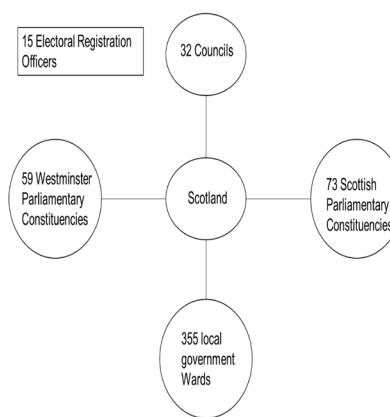 15 Electoral Registration
Officers
32 Councils
59 Westminster
Parliamentary
Constituencies
Scotland
73 Scottish
Parliamentary
Constituencies
355 local
government
Wards